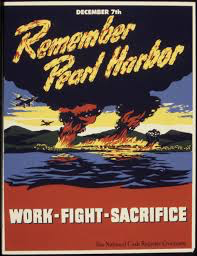 DECEMBER 7th
Remember
Pearl Harbor
WORK-FIGHT-SACRIFICE
The National Cash Register Company